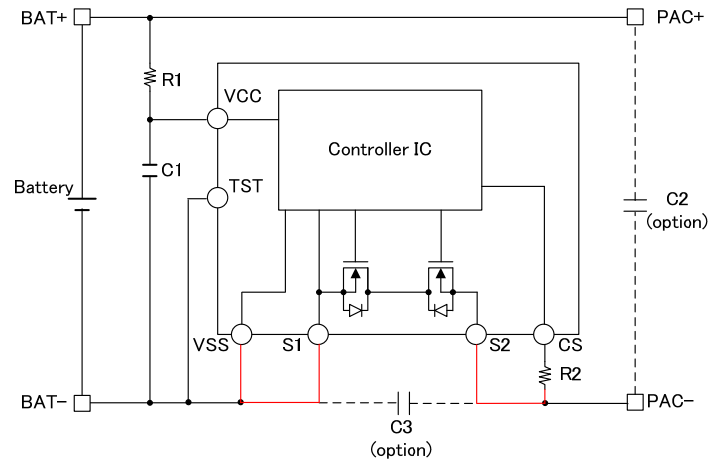 BAT+
PAC+
R1
VCC
Controller IC
C1
Battery
TST
C2
(option)
VSS
S1
S2
CS
R2
BAT-
PAC-
C3
(option)